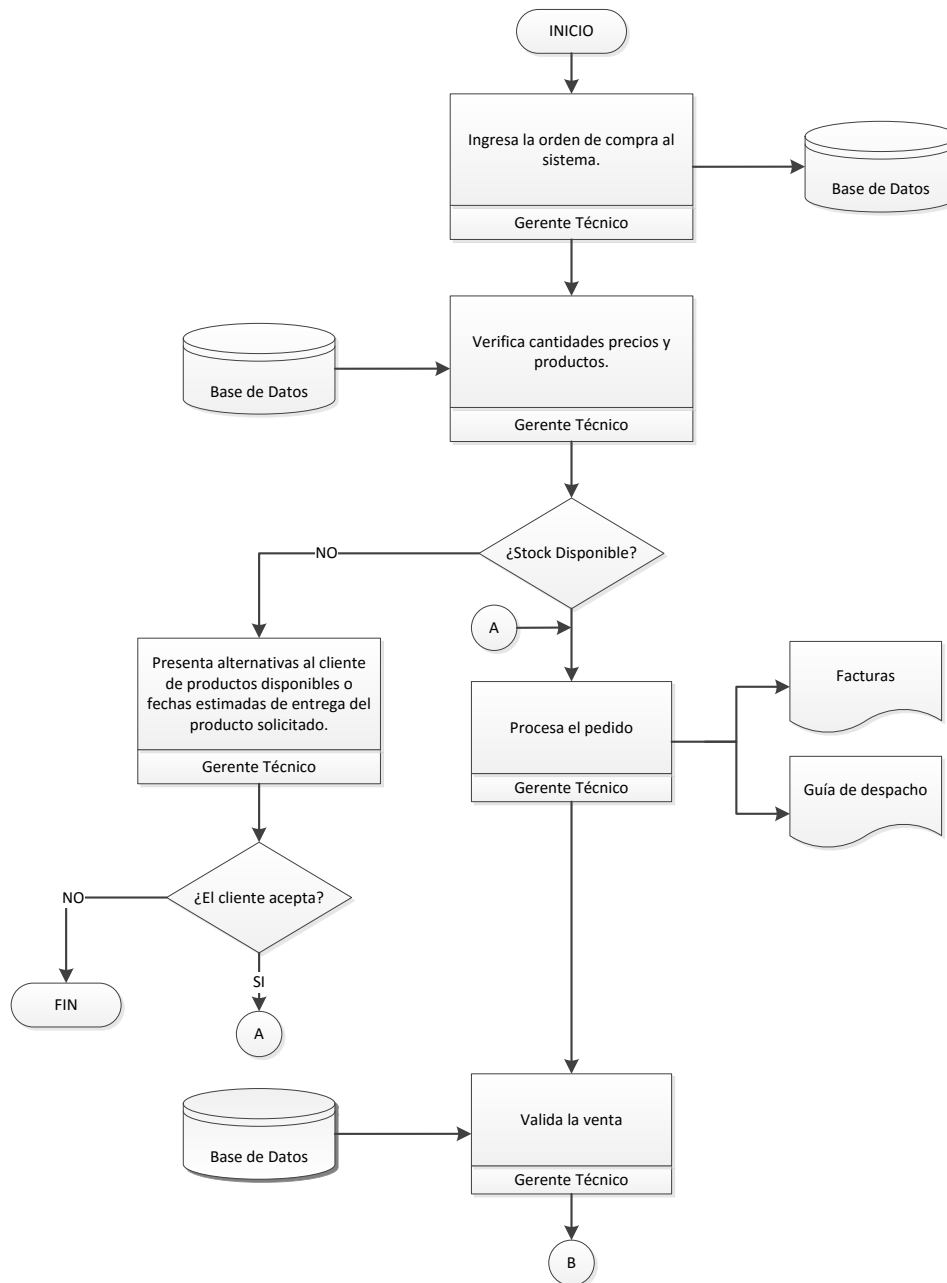 INICIO
Ingresa la orden de compra al
sistema.
Gerente Técnico
Base de Datos
Verifica cantidades precios y
productos.
Gerente Técnico
Base de Datos
¿Stock Disponible?
NO
A
Presenta alternativas al cliente
de productos disponibles o
fechas estimadas de entrega del
producto solicitado.
Gerente Técnico
Procesa el pedido
Gerente Técnico
Facturas
Guía de despacho
¿El cliente acepta?
NO
SI
FIN
A
Base de Datos
Valida la venta
Gerente Técnico
B